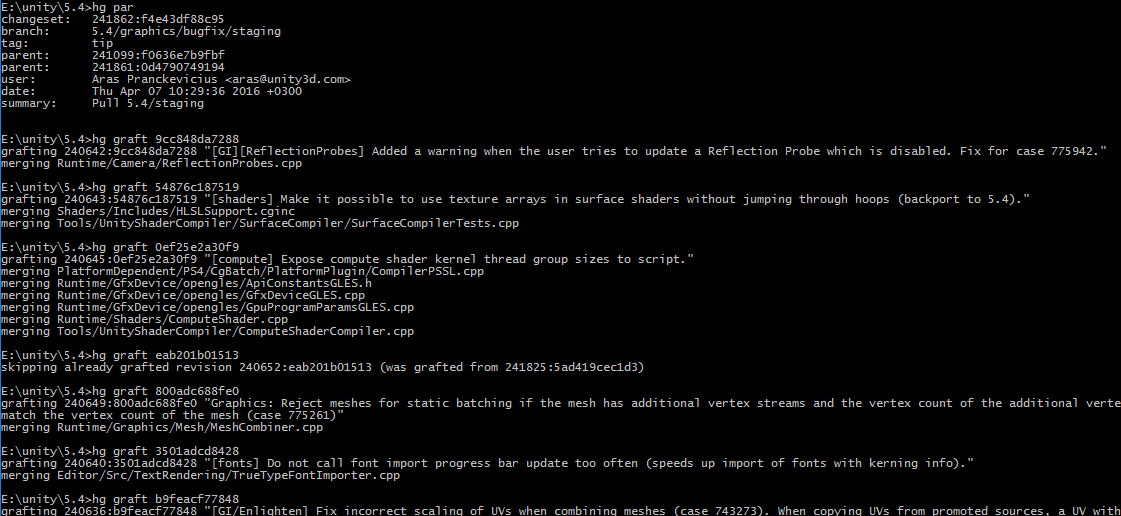 E:\unity\5.4>hg par
changeset:   241862:f4e43df88c95
branch:      5.4/graphics/bugfix/staging
tag:         tip
parent:      241099:f0636e7b9fbf
parent:      241861:0d4790749194
user:        Aras Pranckevicius <aras@unity3d.com>
date:        Thu Apr 07 10:29:36 2016 +0300
summary:     Pull 5.4/staging
E:\unity\5.4>hg graft 9cc848da7288
grafting 240642:9cc848da7288 "[GI][ReflectionProbes] Added a warning when the user tries to update a Reflection Probe which is disabled. Fix for case 775942."
merging Runtime/Camera/ReflectionProbes.cpp
E:\unity\5.4>hg graft 54876c187519
grafting 240643:54876c187519 "[shaders] Make it possible to use texture arrays in surface shaders without jumping through hoops (backport to 5.4)."
merging Shaders/Includes/HLSLSupport.cginc
merging Tools/UnityShaderCompiler/SurfaceCompiler/SurfaceCompilerTests.cpp
E:\unity\5.4>hg graft 0ef25e2a30f9
grafting 240645:0ef25e2a30f9 "[compute] Expose compute shader kernel thread group sizes to script."
merging PlatformDependent/PS4/CgBatch/PlatformPlugin/CompilerPSSL.cpp
merging Runtime/GfxDevice/opengles/ApiConstantsGLES.h
merging Runtime/GfxDevice/opengles/GfxDeviceGLES.cpp
merging Runtime/GfxDevice/opengles/GpuProgramParamsGLES.cpp
merging Runtime/Shaders/ComputeShader.cpp
merging Tools/UnityShaderCompiler/ComputeShaderCompiler.cpp
E:\unity\5.4>hg graft eab201b01513
skipping already grafted revision 240652:eab201b01513 (was grafted from 241825:5ad419cec1d3)
E:\unity\5.4>hg graft 800adc688fe0
grafting 240649:800adc688fe0 "Graphics: Reject meshes for static batching if the mesh has additional vertex streams and the vertex count of the additional verte
match the vertex count of the mesh (case 775261)"
merging Runtime/Graphics/Mesh/MeshCombiner.cpp
E:\unity\5.4>hg graft 3501adcd8428
grafting 240640:3501adcd8428 "[fonts] Do not call font import progress bar update too often (speeds up import of fonts with kerning info)."
merging Editor/Src/TextRendering/TrueTypeFontImporter.cpp
E:\unity\5.4>hg graft b9feacf77848
grafting 240636:b9feacf77848 "[GI/Enlighten] Fix incorrect scaling of UVs when combining meshes (case 743273). When copying UVs from promoted sources, a UV with